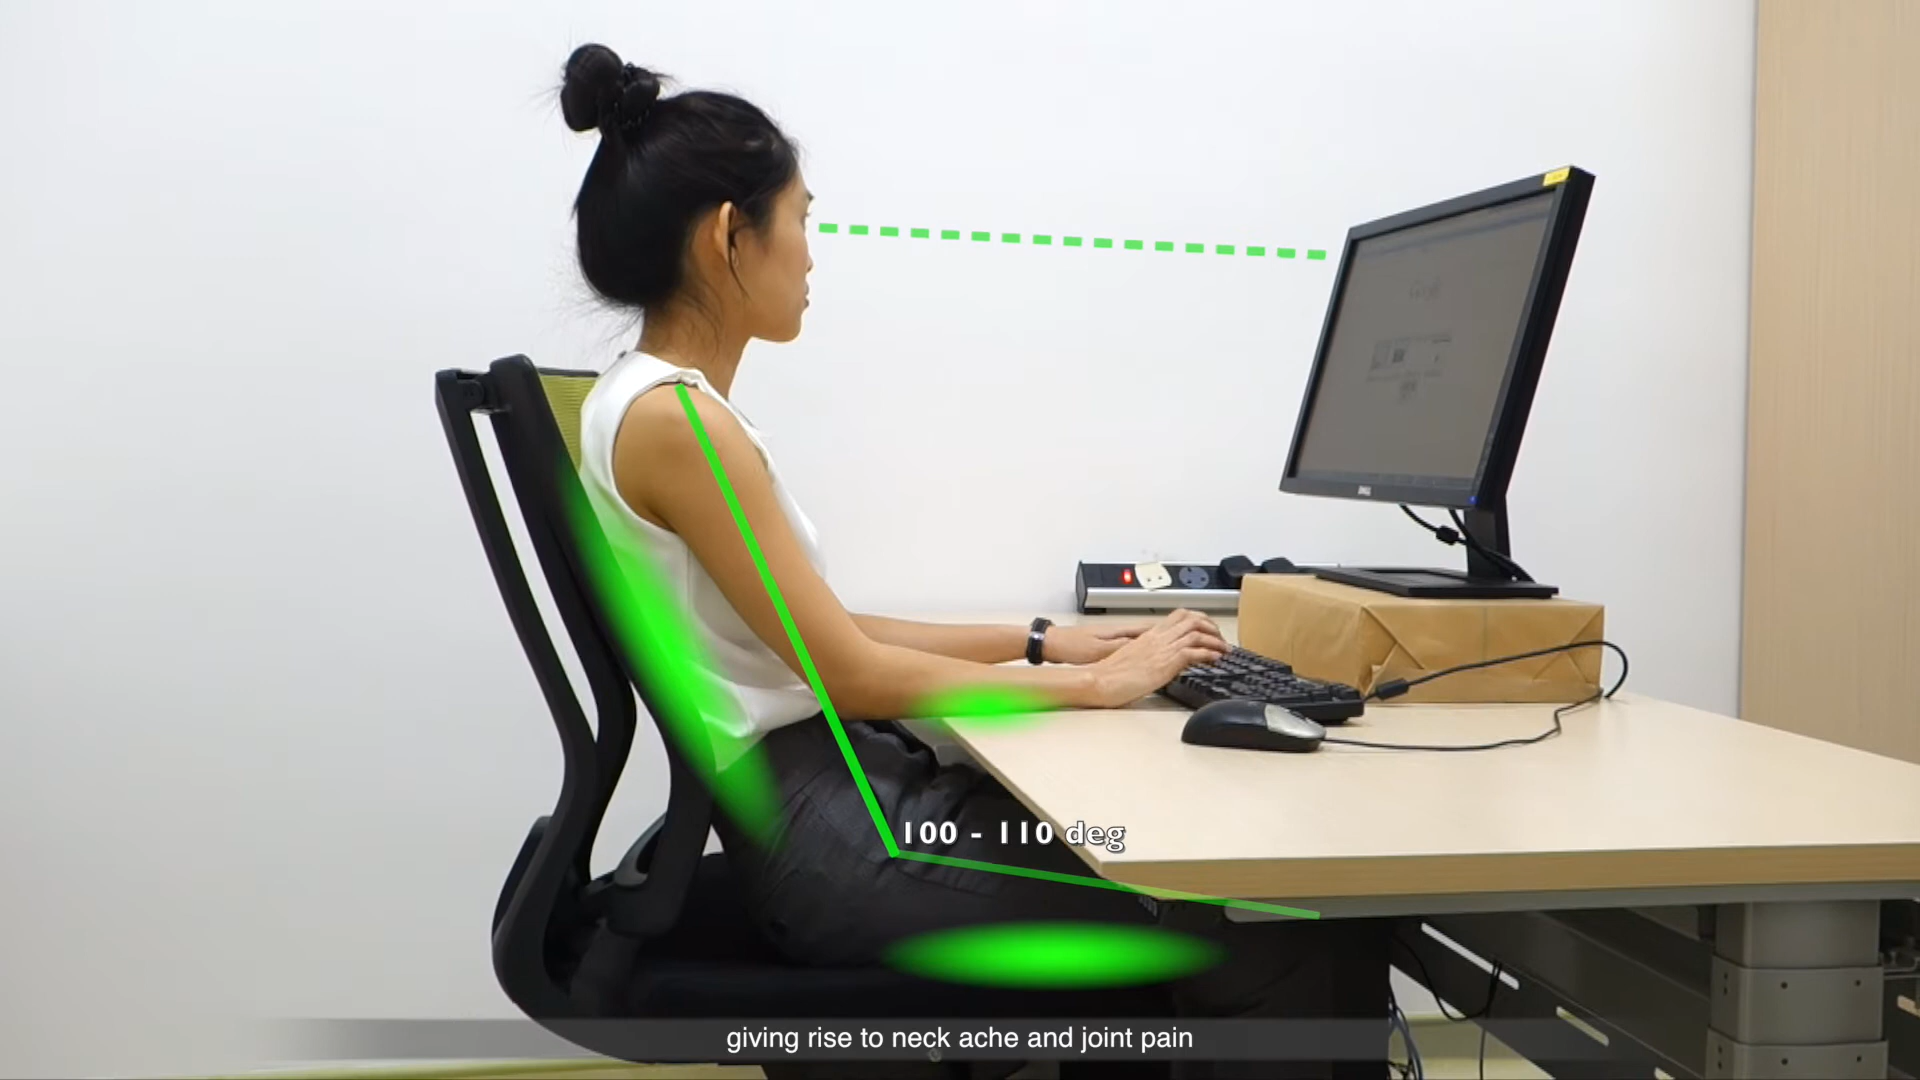 100 - 110 deg
giving rise to neck ache and joint pain